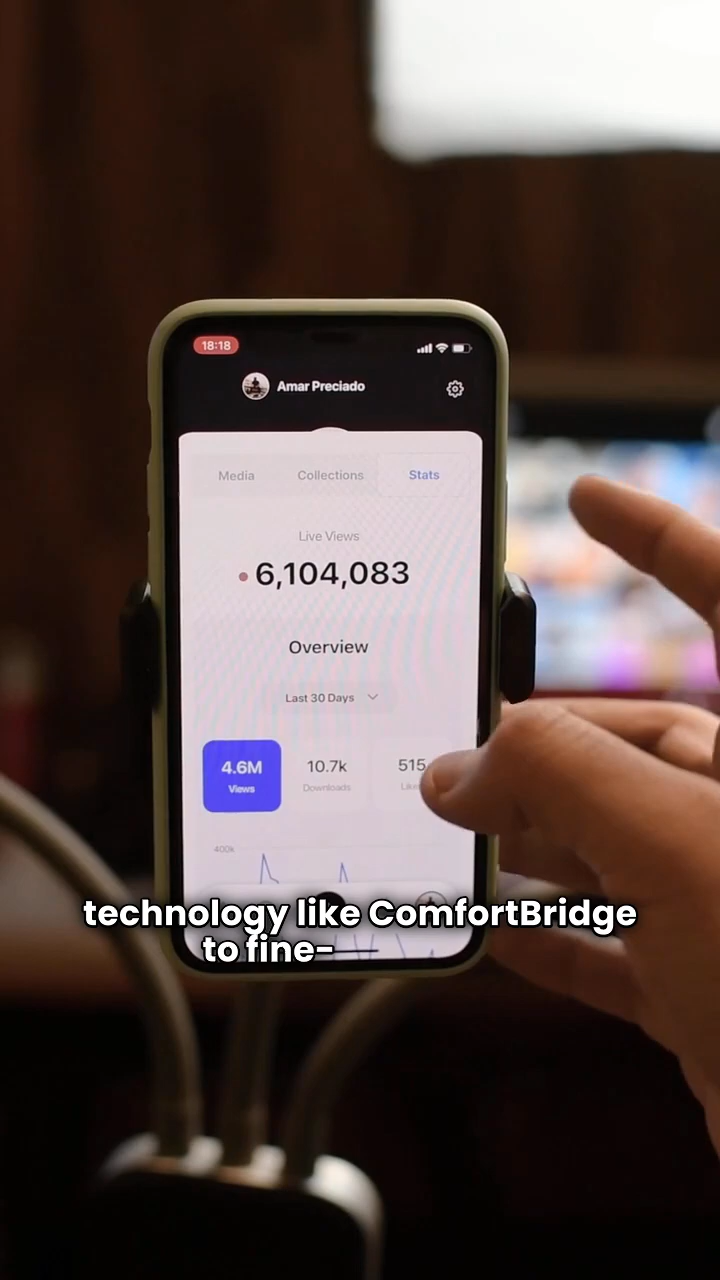 18:18
Amar Preciado
Media Collections Stats
Live Views
6,104,083
Overview
Last 30 Days
4.6M 10.7k 515
Views Downloads
400k
technology like ComfortBridge
to fine-